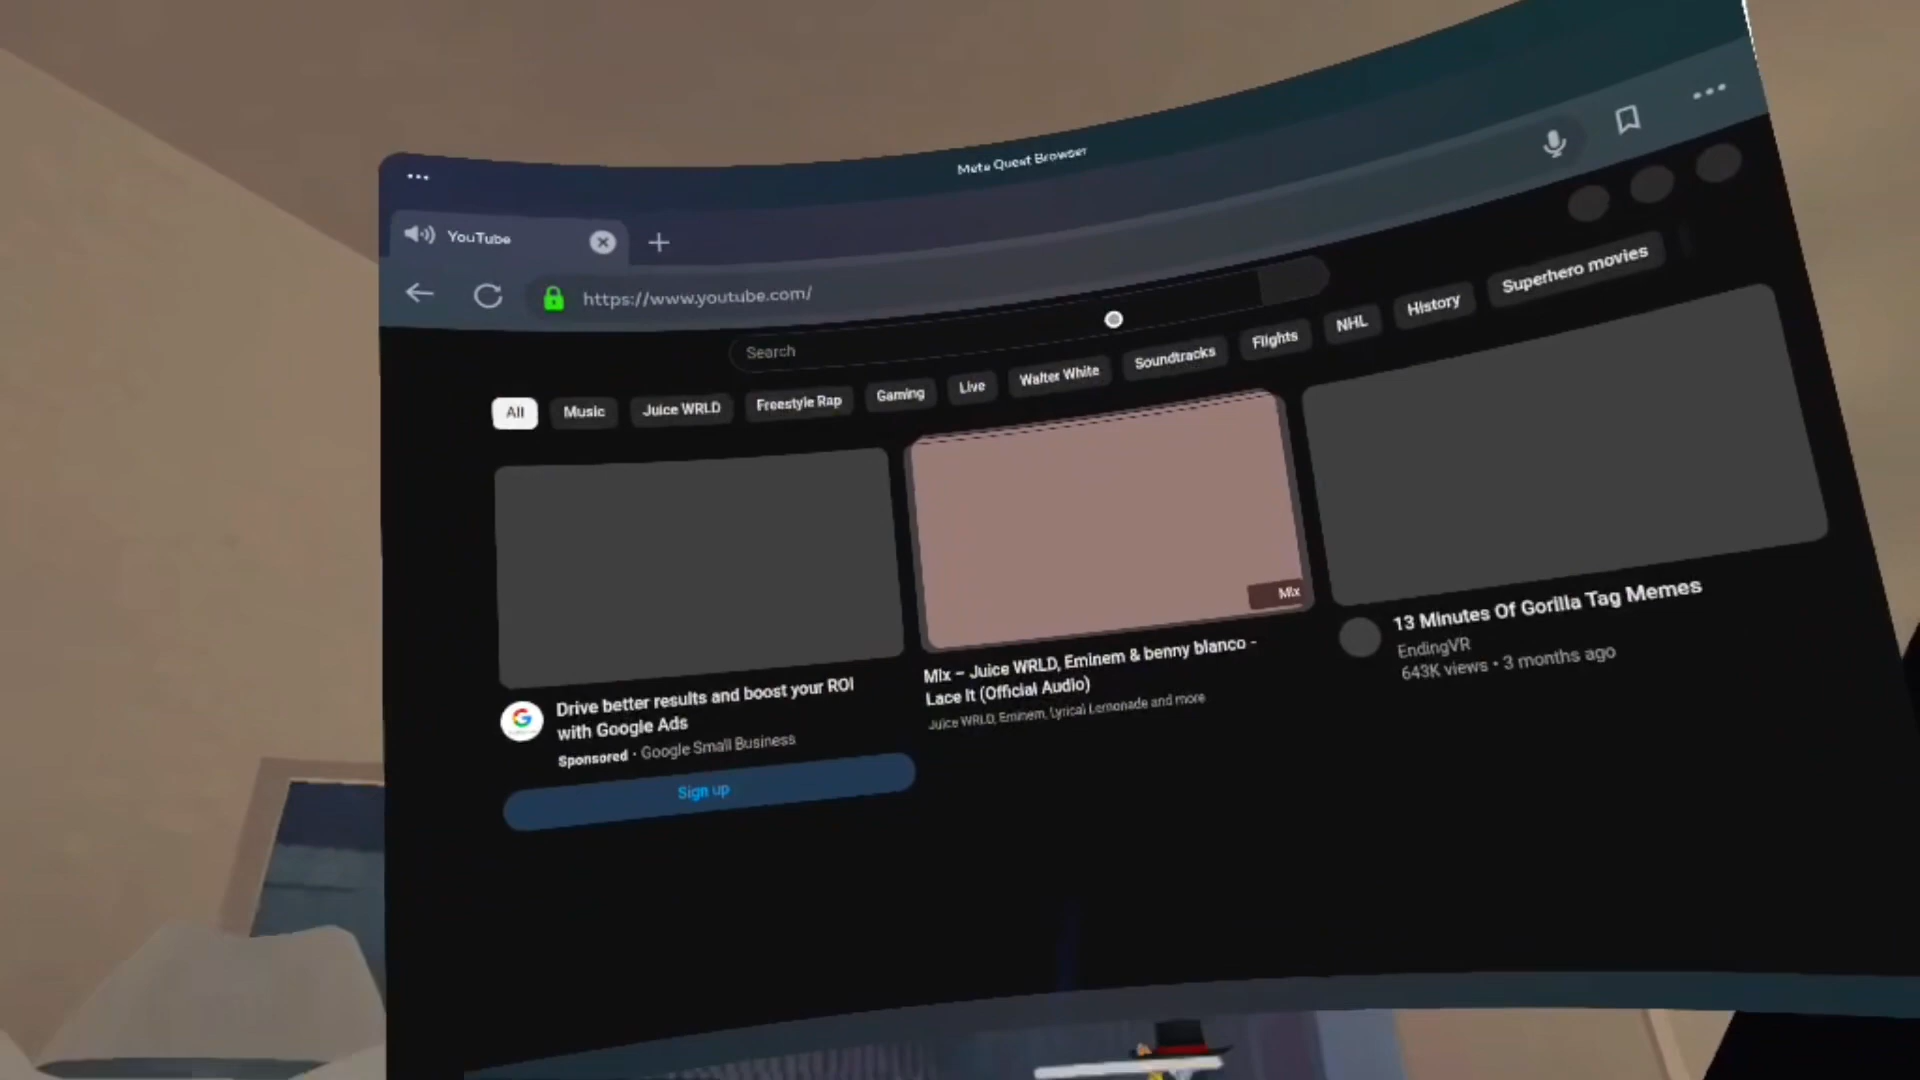 Meta Quest Browser
YouTube
https://www.youtube.com/
Search
All Music Juice WRLD Freestyle Rap Gaming Live Walter White Soundtracks Flights NHL History Superhero movies
Drive better results and boost your ROI
with Google Ads
Sponsored · Google Small Business
Sign up
Mix
Mix – Juice WRLD, Eminem & benny blanco -
Lace It (Official Audio)
Juice WRLD, Eminem, Lyrical Lemonade and more
13 Minutes Of Gorilla Tag Memes
EndingVR
643K views • 3 months ago